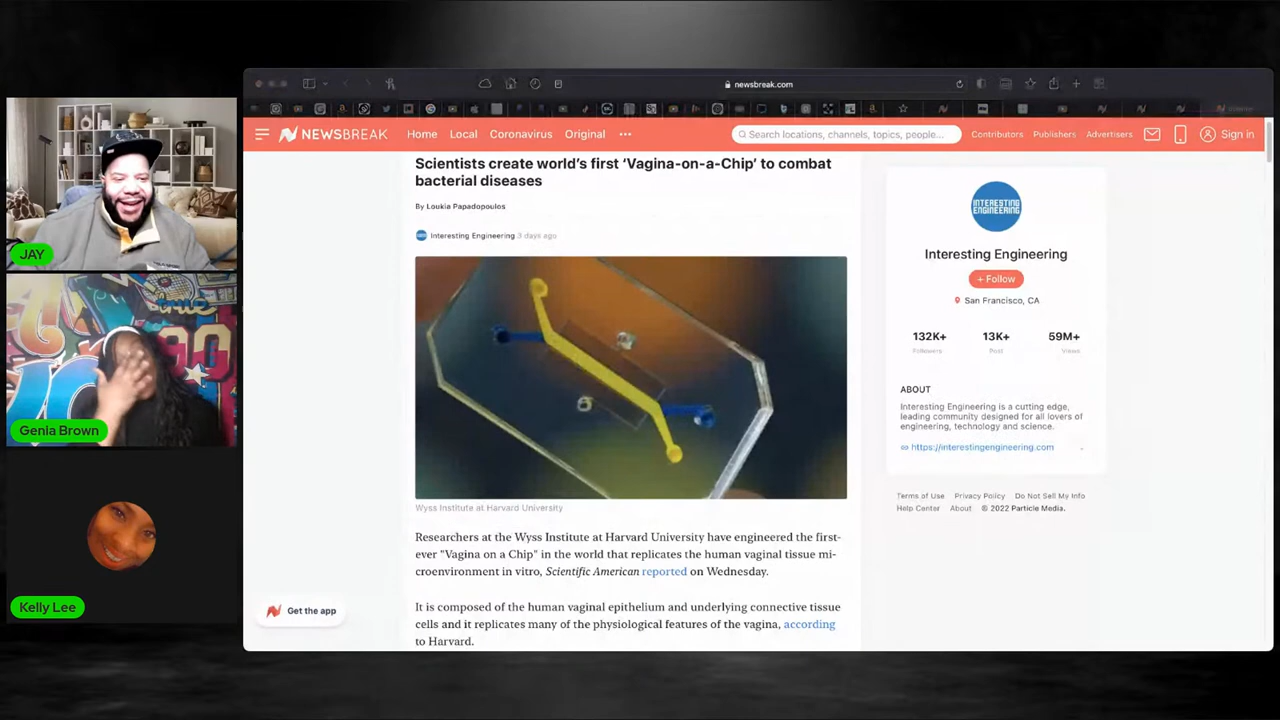 newsbreak.com
NEWSBREAK
Home
Local
Coronavirus
Original
Search locations, channels, topics, people...
Contributors
Publishers
Advertisers
Sign in
Scientists create world's first 'Vagina-on-a-Chip' to combat
bacterial diseases
By Loukia Papadopoulos
Interesting Engineering 3 days ago
Wyss Institute at Harvard University
Researchers at the Wyss Institute at Harvard University have engineered the first-
ever "Vagina on a Chip" in the world that replicates the human vaginal tissue mi-
croenvironment in vitro, Scientific American reported on Wednesday.
It is composed of the human vaginal epithelium and underlying connective tissue
cells and it replicates many of the physiological features of the vagina, according
to Harvard.
Get the app
INTERESTING
ENGINEERING
Interesting Engineering
+ Follow
San Francisco, CA
132K+
Followers
13K+
Post
59M+
Views
ABOUT
Interesting Engineering is a cutting edge,
leading community designed for all lovers of
engineering, technology and science.
https://interestingengineering.com
Terms of Use Privacy Policy Do Not Sell My Info
Help Center About © 2022 Particle Media.
JAY
true
90
Genia Brown
Kelly Lee